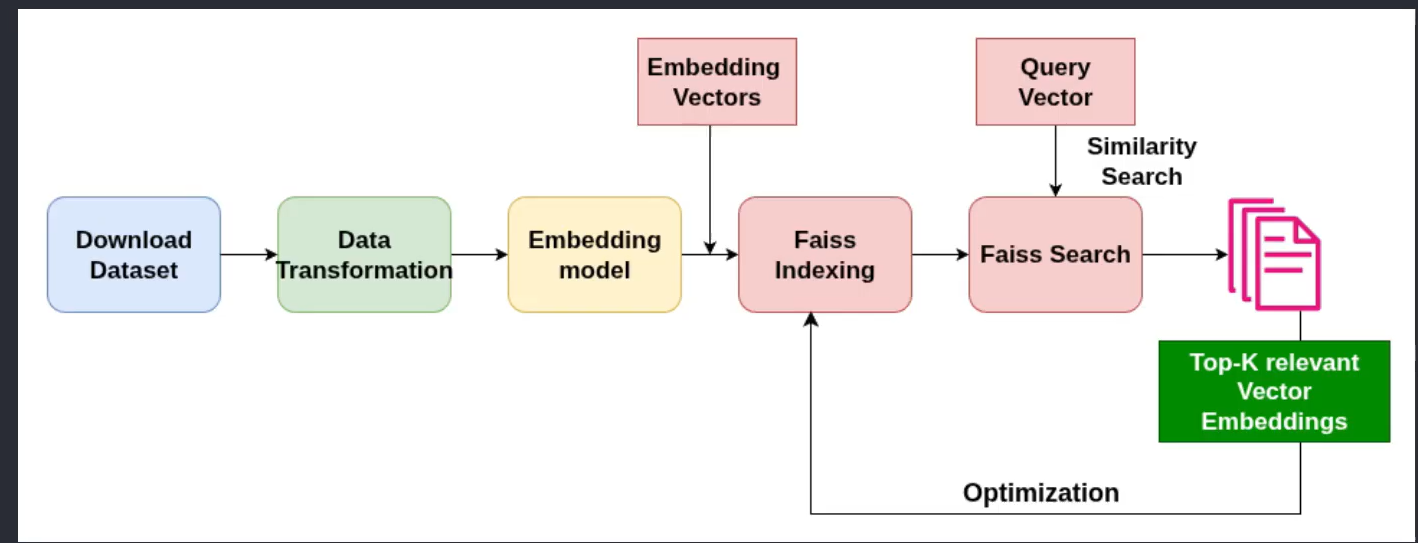 Embedding
Vectors
Query
Vector
Similarity
Search
Download
Dataset
Data
Transformation
Embedding
model
Faiss
Indexing
Faiss Search
Top-K relevant
Vector
Embeddings
Optimization